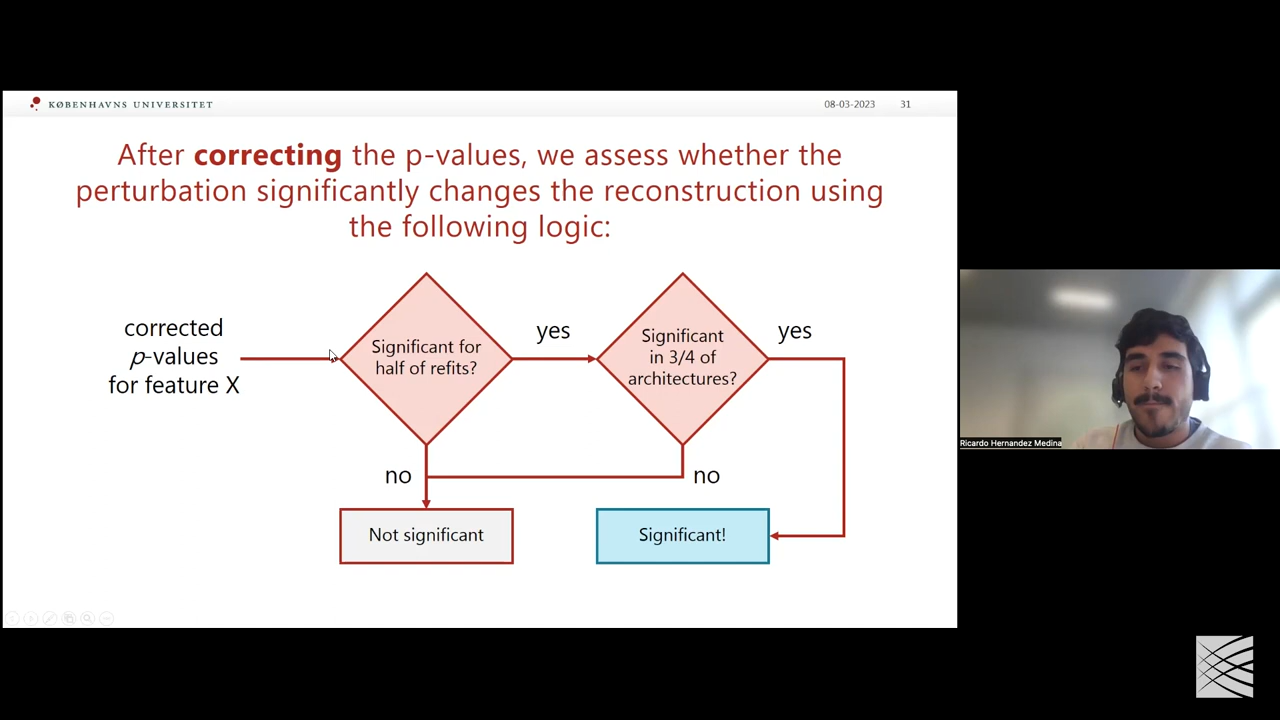 KØBENHAVNS UNIVERSITET
08-03-2023
31
After correcting the p-values, we assess whether the
perturbation significantly changes the reconstruction using
the following logic:
corrected
p-values
for feature X
Significant for
half of refits?
yes
Significant
in 3/4 of
architectures?
yes
no
no
Not significant
Significant!
Ricardo Hernandez Medina